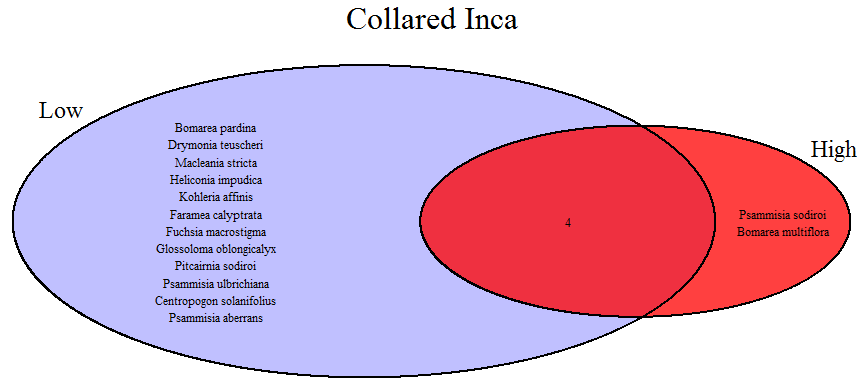 Collared Inca
Low
High
Bomarea pardina
Drymonia teuscheri
Macleania stricta
Heliconia impudica
Kohleria affinis
Faramea calyptrata
Fuchsia macrostigma
Glossoloma oblongicalyx
Pitcairnia sodiroi
Psammisia ulbrichiana
Centropogon solanifolius
Psammisia aberrans
4
Psammisia sodiroi
Bomarea multiflora